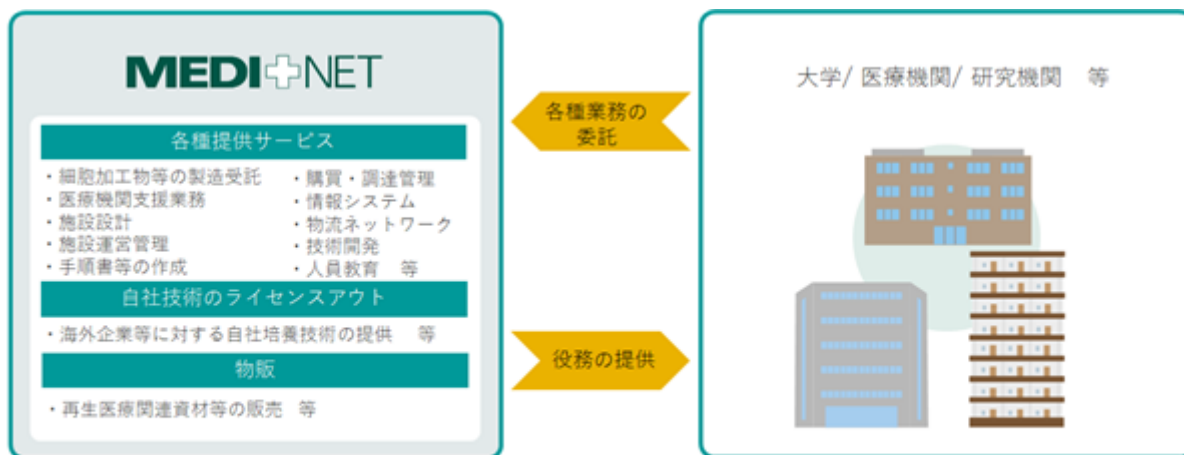 MEDI+NET
各種提供サービス
・細胞加工物等の製造受託
・医療機関支援業務
・施設設計
・施設運営管理
・手順書等の作成
・購買・調達管理
・情報システム
・物流ネットワーク
・技術開発
・人員教育 等
自社技術のライセンスアウト
・海外企業等に対する自社培養技術の提供 等
物販
・再生医療関連資材等の販売 等
各種業務の
委託
役務の提供
大学/ 医療機関/ 研究機関 等